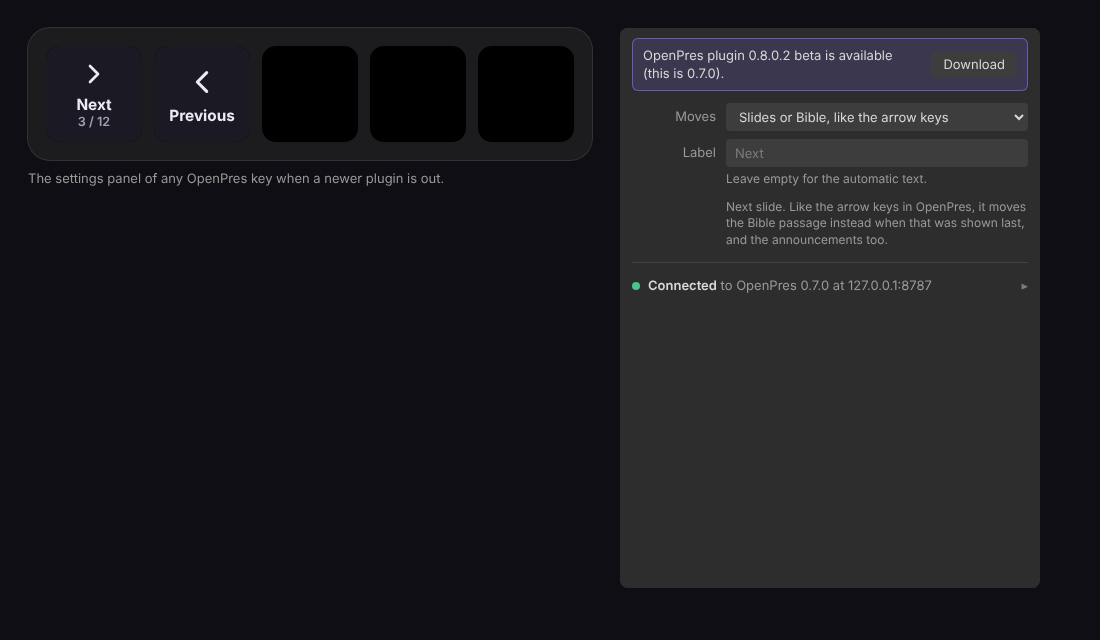 Next
3 / 12
Previous
The settings panel of any OpenPres key when a newer plugin is out.
OpenPres plugin 0.8.0.2 beta is available
(this is 0.7.0).
Download
Moves
Slides or Bible, like the arrow keys
Label
Next
Leave empty for the automatic text.
Next slide. Like the arrow keys in OpenPres, it moves
the Bible passage instead when that was shown last,
and the announcements too.
Connected to OpenPres 0.7.0 at 127.0.0.1:8787